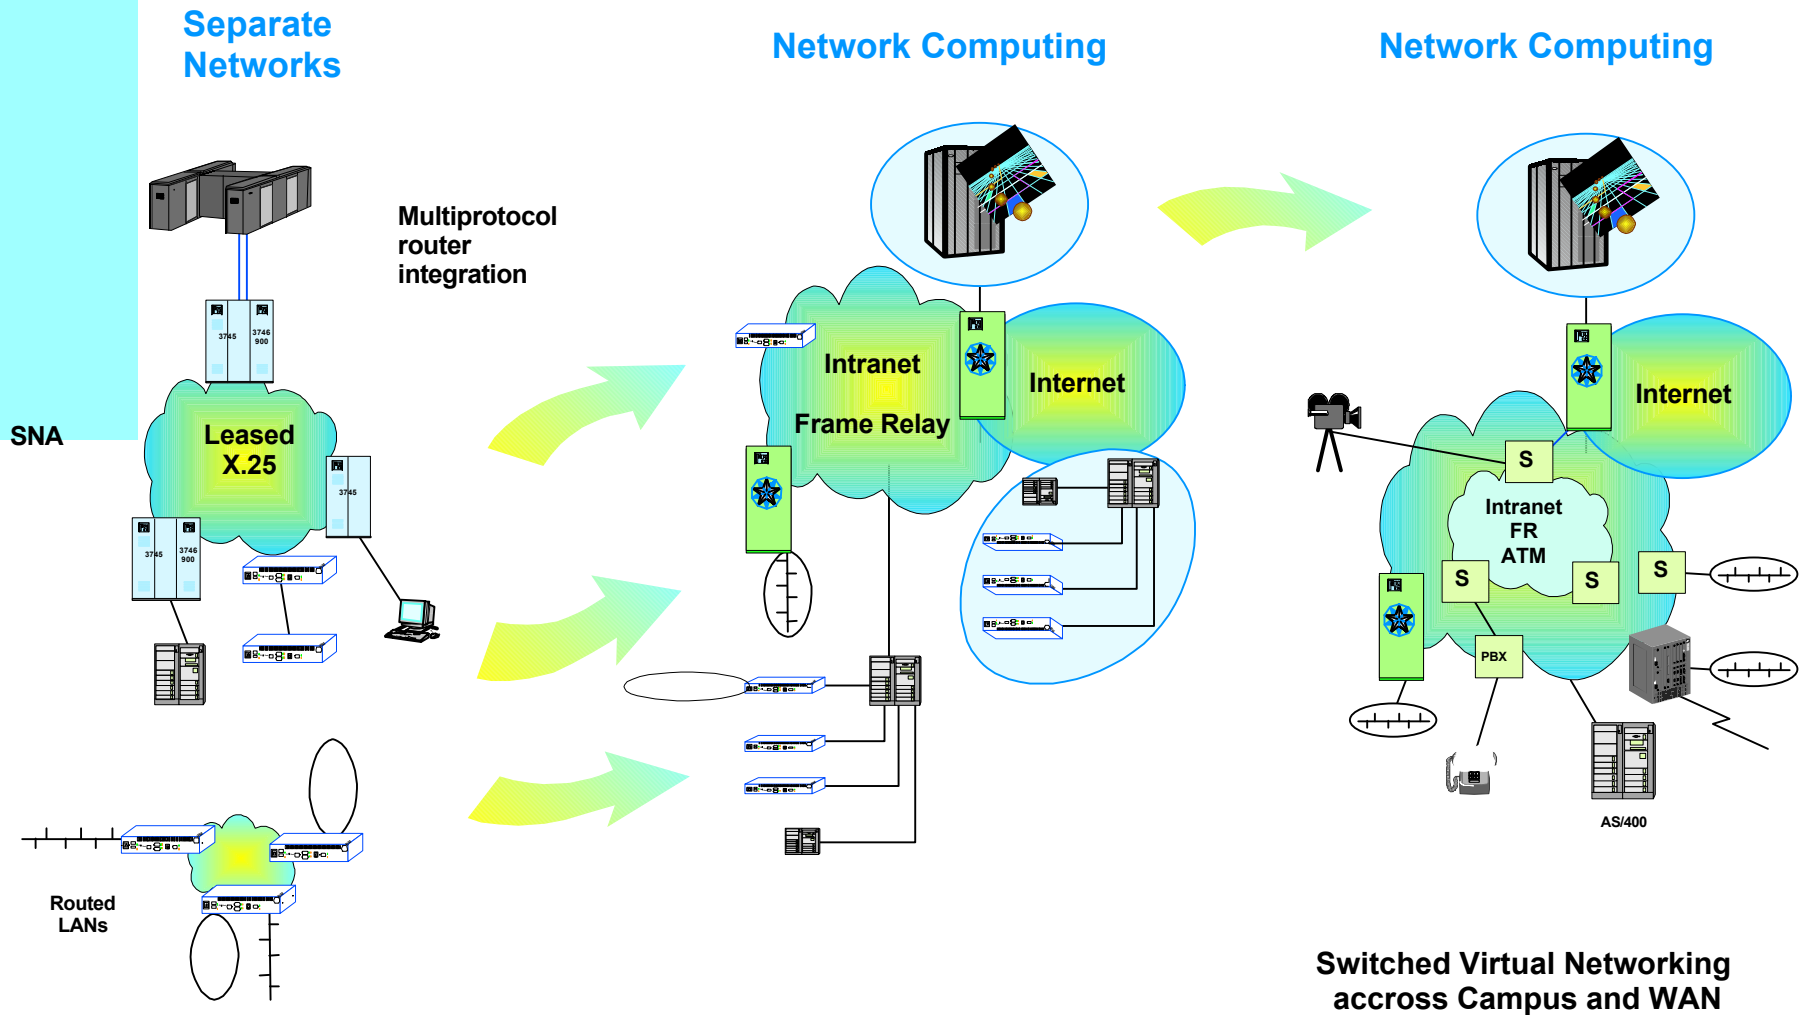 Separate
Networks
Network Computing
Network Computing
Multiprotocol
router
integration
3745
3746
900
SNA
Leased
X.25
3745
3745
3746
900
Routed
LANs
Intranet
Frame Relay
Internet
Internet
S
Intranet
FR
ATM
S
S
S
PBX
AS/400
Switched Virtual Networking
accross Campus and WAN